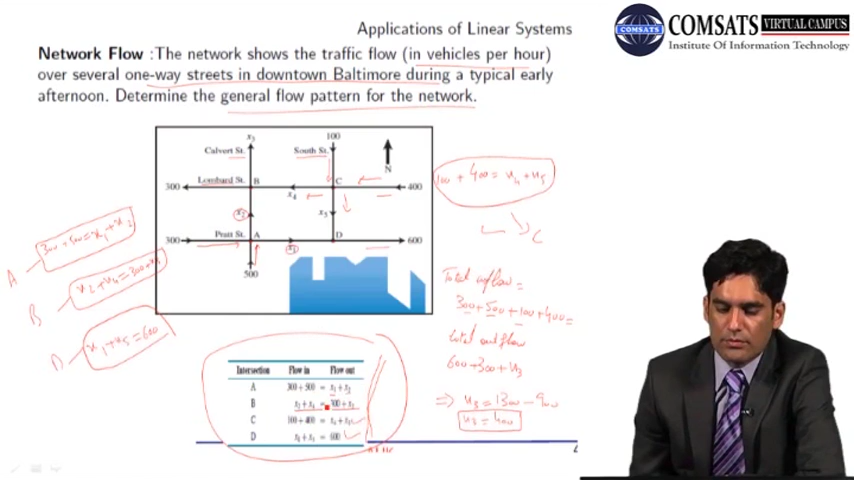 Applications of Linear Systems
COMSATS VIRTUAL CAMPUS
Institute Of Information Technology
Network Flow :The network shows the traffic flow (in vehicles per hour)
over several one-way streets in downtown Baltimore during a typical early
afternoon. Determine the general flow pattern for the network.
x3 100
Calvert St. South St.
N
300 Lombard St. B C 400
x4
x5
300 Pratt St. A D 600
500
100 + 400 = x4 + x5
C
A 300 + 500 = x1 + x2
B x2 + x4 = 300 + x3
D x1 + x5 = 600
Total inflow =
300 + 500 + 100 + 400 =
total outflow
600 + 300 + x3
⇒ x3 = 1300 - 900
x3 = 400
Intersection Flow in Flow out
A 300 + 500 = x1 + x2
B x2 + x4 = 300 + x3
C 100 + 400 = x4 + x5
D x1 + x5 = 600